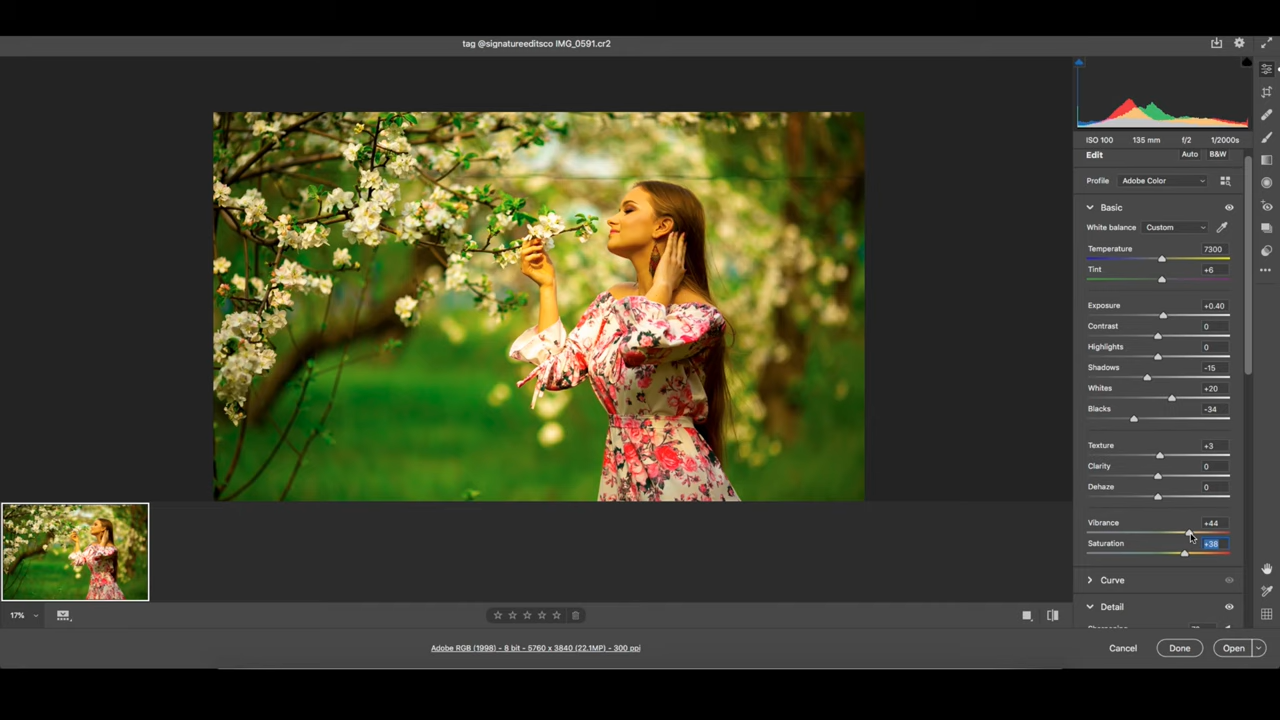 tag @signatureeditsco IMG_0591.cr2
ISO 100 135 mm f/2 1/2000s
Edit Auto B&W
Profile Adobe Color
Basic
White balance Custom
Temperature 7300
Tint +6
Exposure +0.40
Contrast 0
Highlights 0
Shadows -15
Whites +20
Blacks -34
Texture +3
Clarity 0
Dehaze 0
Vibrance +44
Saturation +38
Curve
Detail
17%
Adobe RGB (1998) - 8 bit - 5760 x 3840 (22.1MP) - 300 ppi
Cancel Done Open